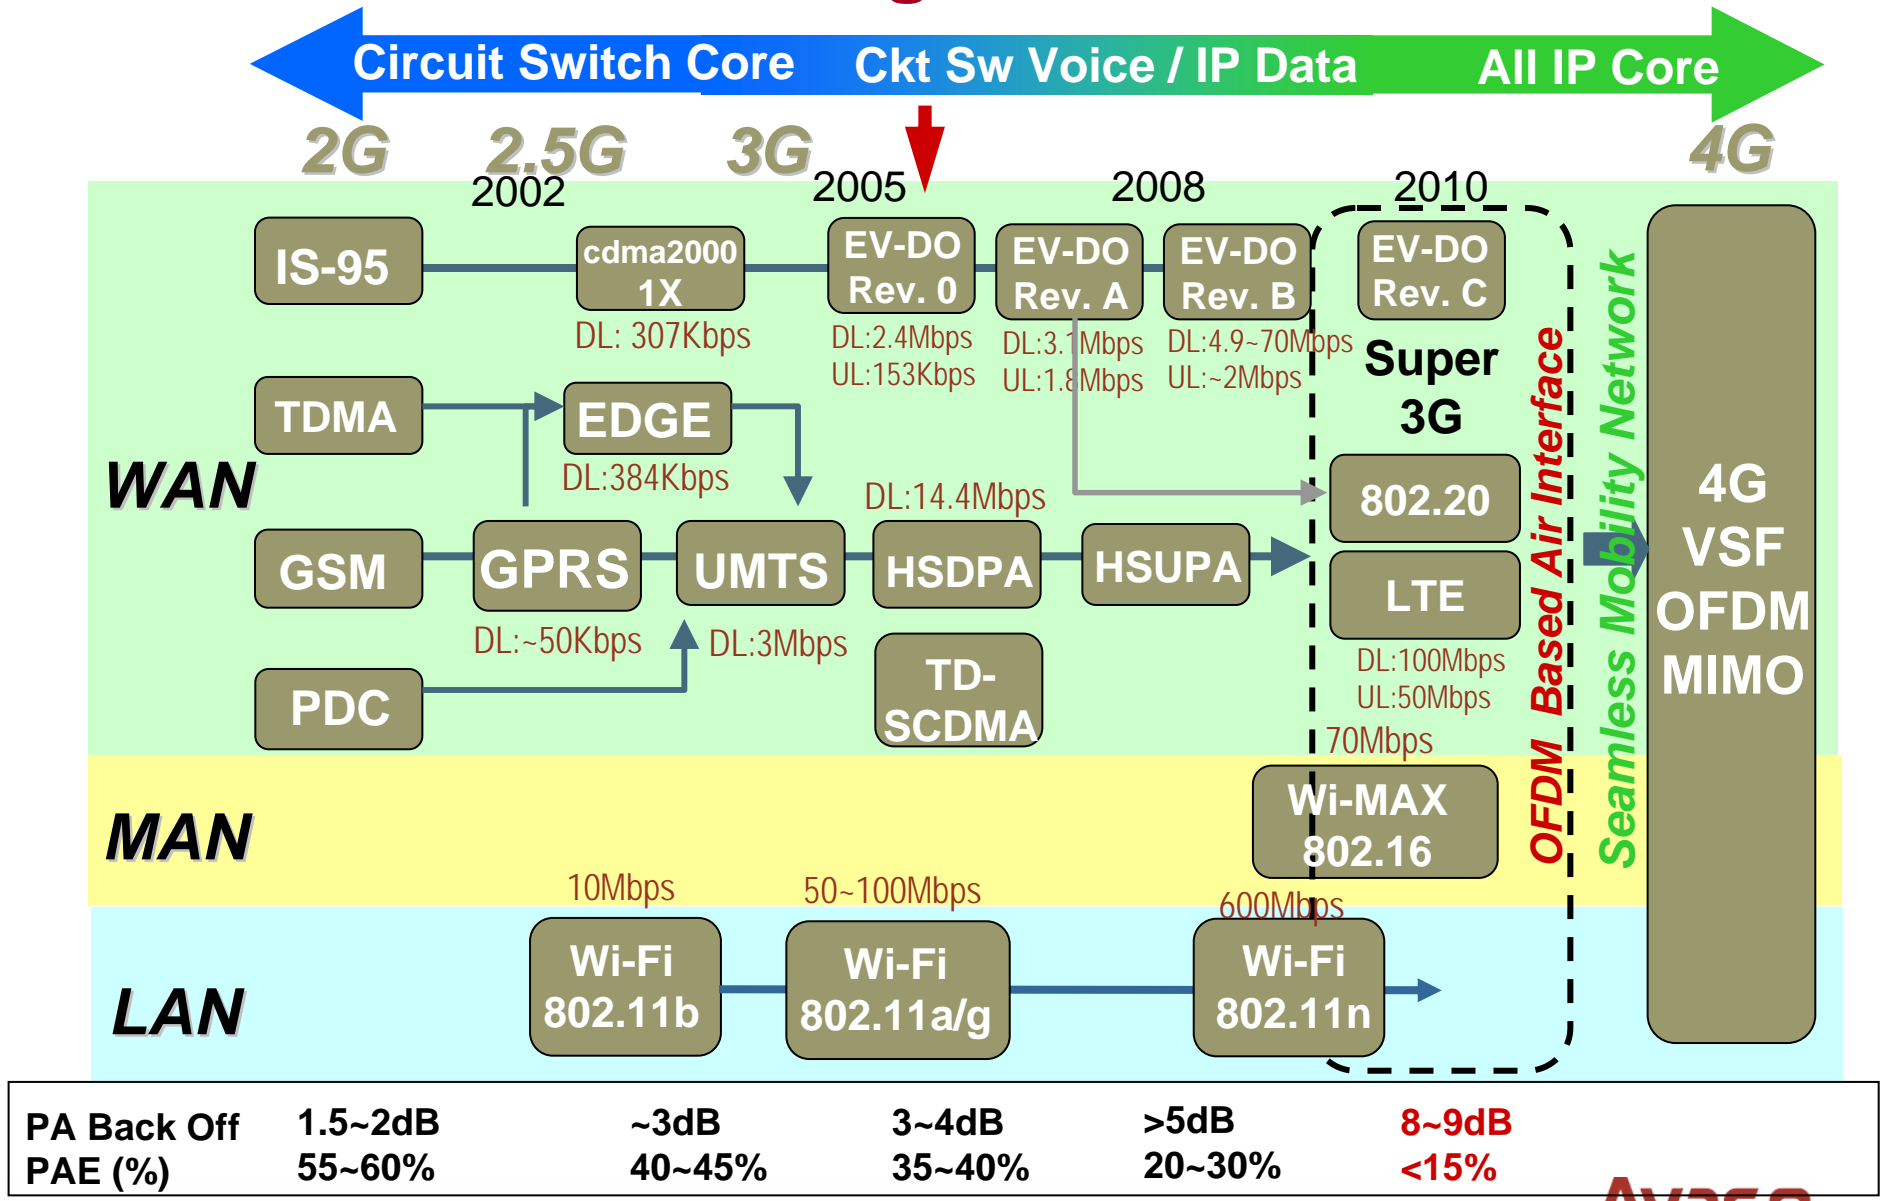 Circuit Switch Core
Ckt Sw Voice / IP Data
All IP Core
2G
2.5G
3G
4G
2002
2005
2008
2010
IS-95
cdma2000
1X
DL: 307Kbps
EV-DO
Rev. 0
DL:2.4Mbps
UL:153Kbps
EV-DO
Rev. A
DL:3.1Mbps
UL:1.8Mbps
EV-DO
Rev. B
DL:4.9~70Mbps
UL:~2Mbps
EV-DO
Rev. C
Super
3G
WAN
TDMA
EDGE
DL:384Kbps
GSM
GPRS
DL:~50Kbps
UMTS
DL:3Mbps
DL:14.4Mbps
HSDPA
HSUPA
802.20
LTE
DL:100Mbps
UL:50Mbps
PDC
TD-
SCDMA
OFDM Based Air Interface
Seamless Mobility Network
4G
VSF
OFDM
MIMO
MAN
70Mbps
Wi-MAX
802.16
LAN
10Mbps
Wi-Fi
802.11b
50~100Mbps
Wi-Fi
802.11a/g
600Mbps
Wi-Fi
802.11n
PA Back Off 1.5~2dB ~3dB 3~4dB >5dB 8~9dB
PAE (%) 55~60% 40~45% 35~40% 20~30% <15%